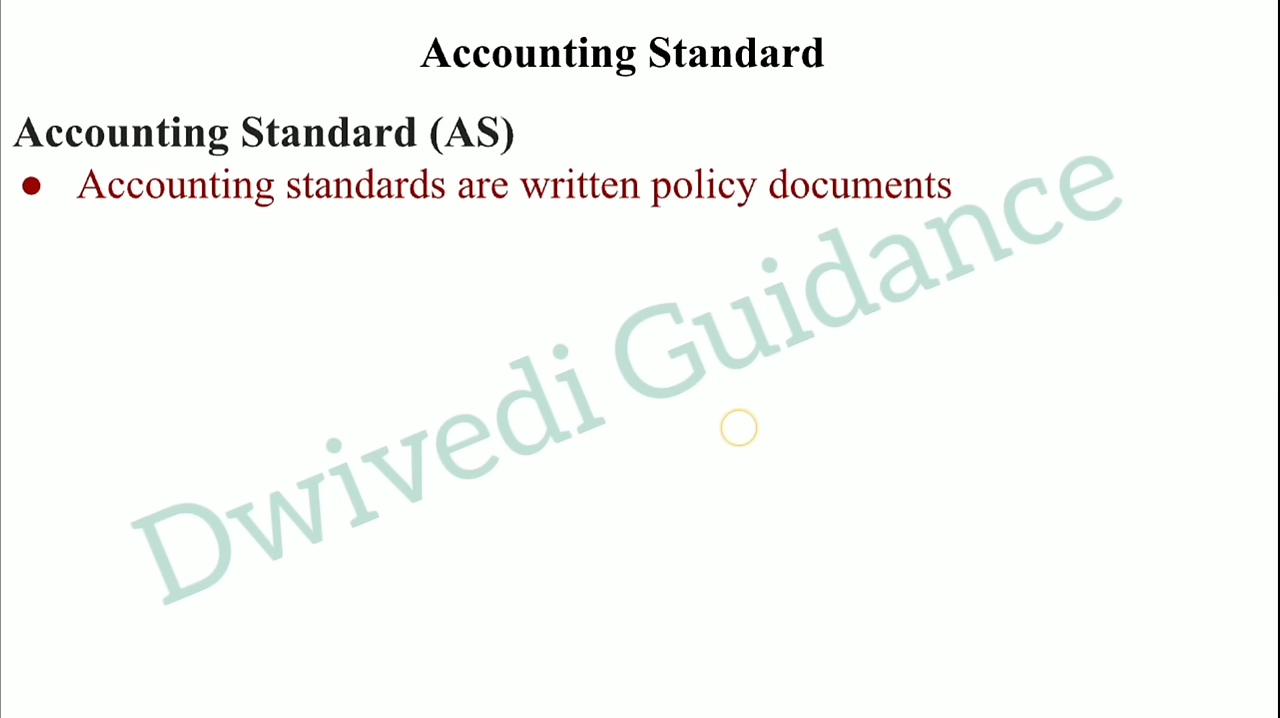 Accounting Standard
Accounting Standard (AS)
● Accounting standards are written policy documents
Dwivedi Guidance